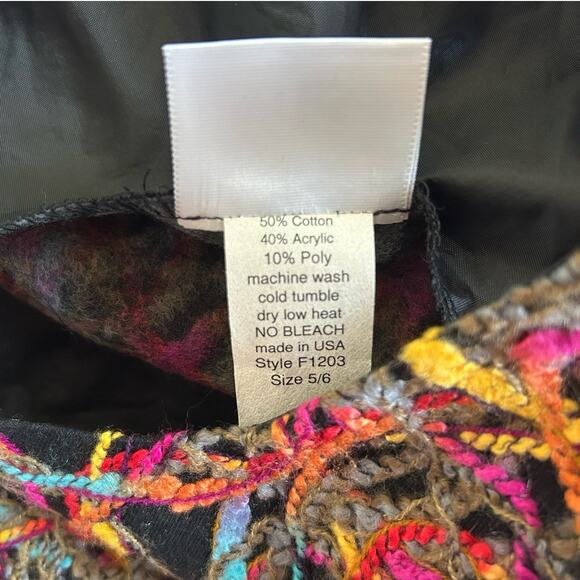 50% Cotton
40% Acrylic
10% Poly
machine wash
cold tumble
dry low heat
NO BLEACH
made in USA
Style F1203
Size 5/6